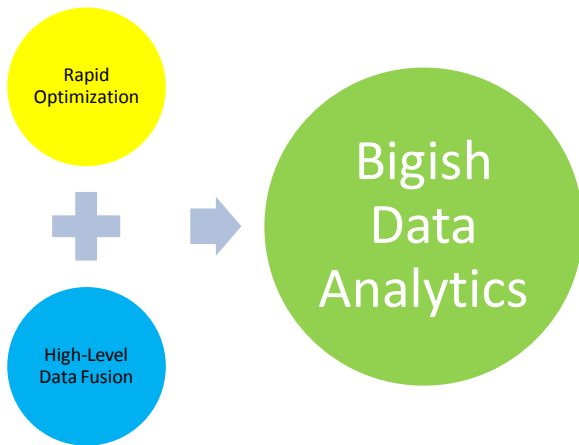 Rapid
Optimization
High-Level
Data Fusion
Bigish
Data
Analytics